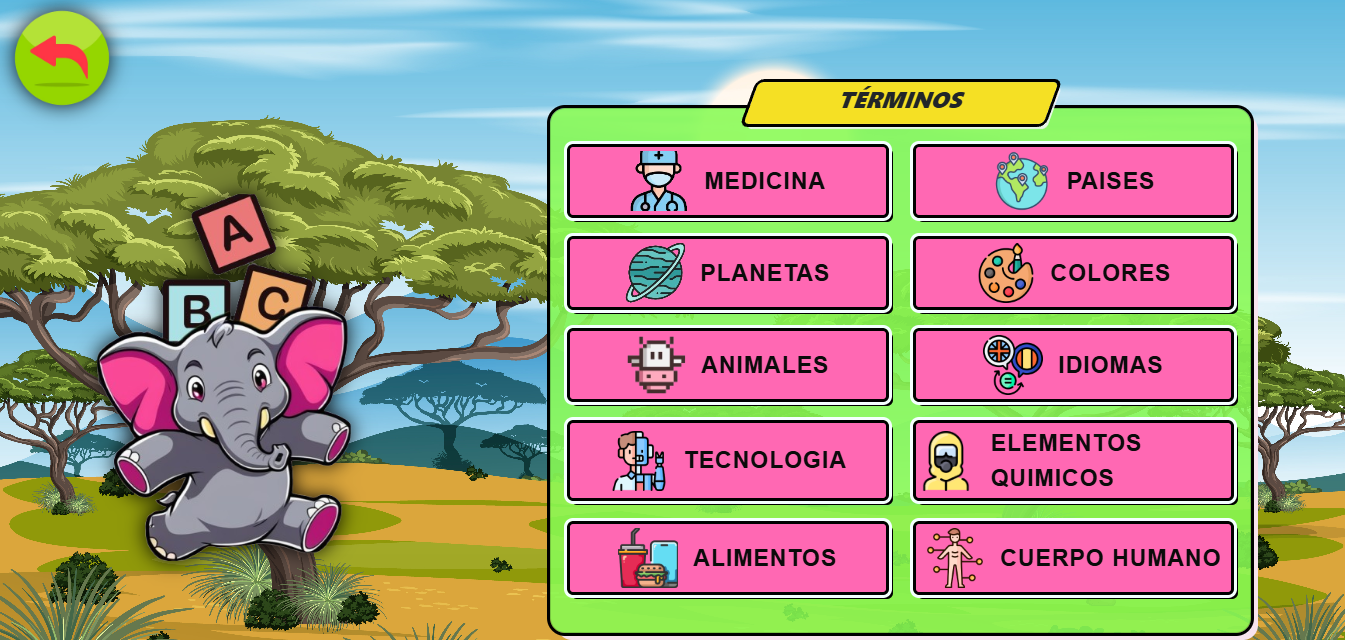 TÉRMINOS
MEDICINA
PAISES
PLANETAS
COLORES
ANIMALES
IDIOMAS
TECNOLOGIA
ELEMENTOS
QUIMICOS
ALIMENTOS
CUERPO HUMANO
A
B
C